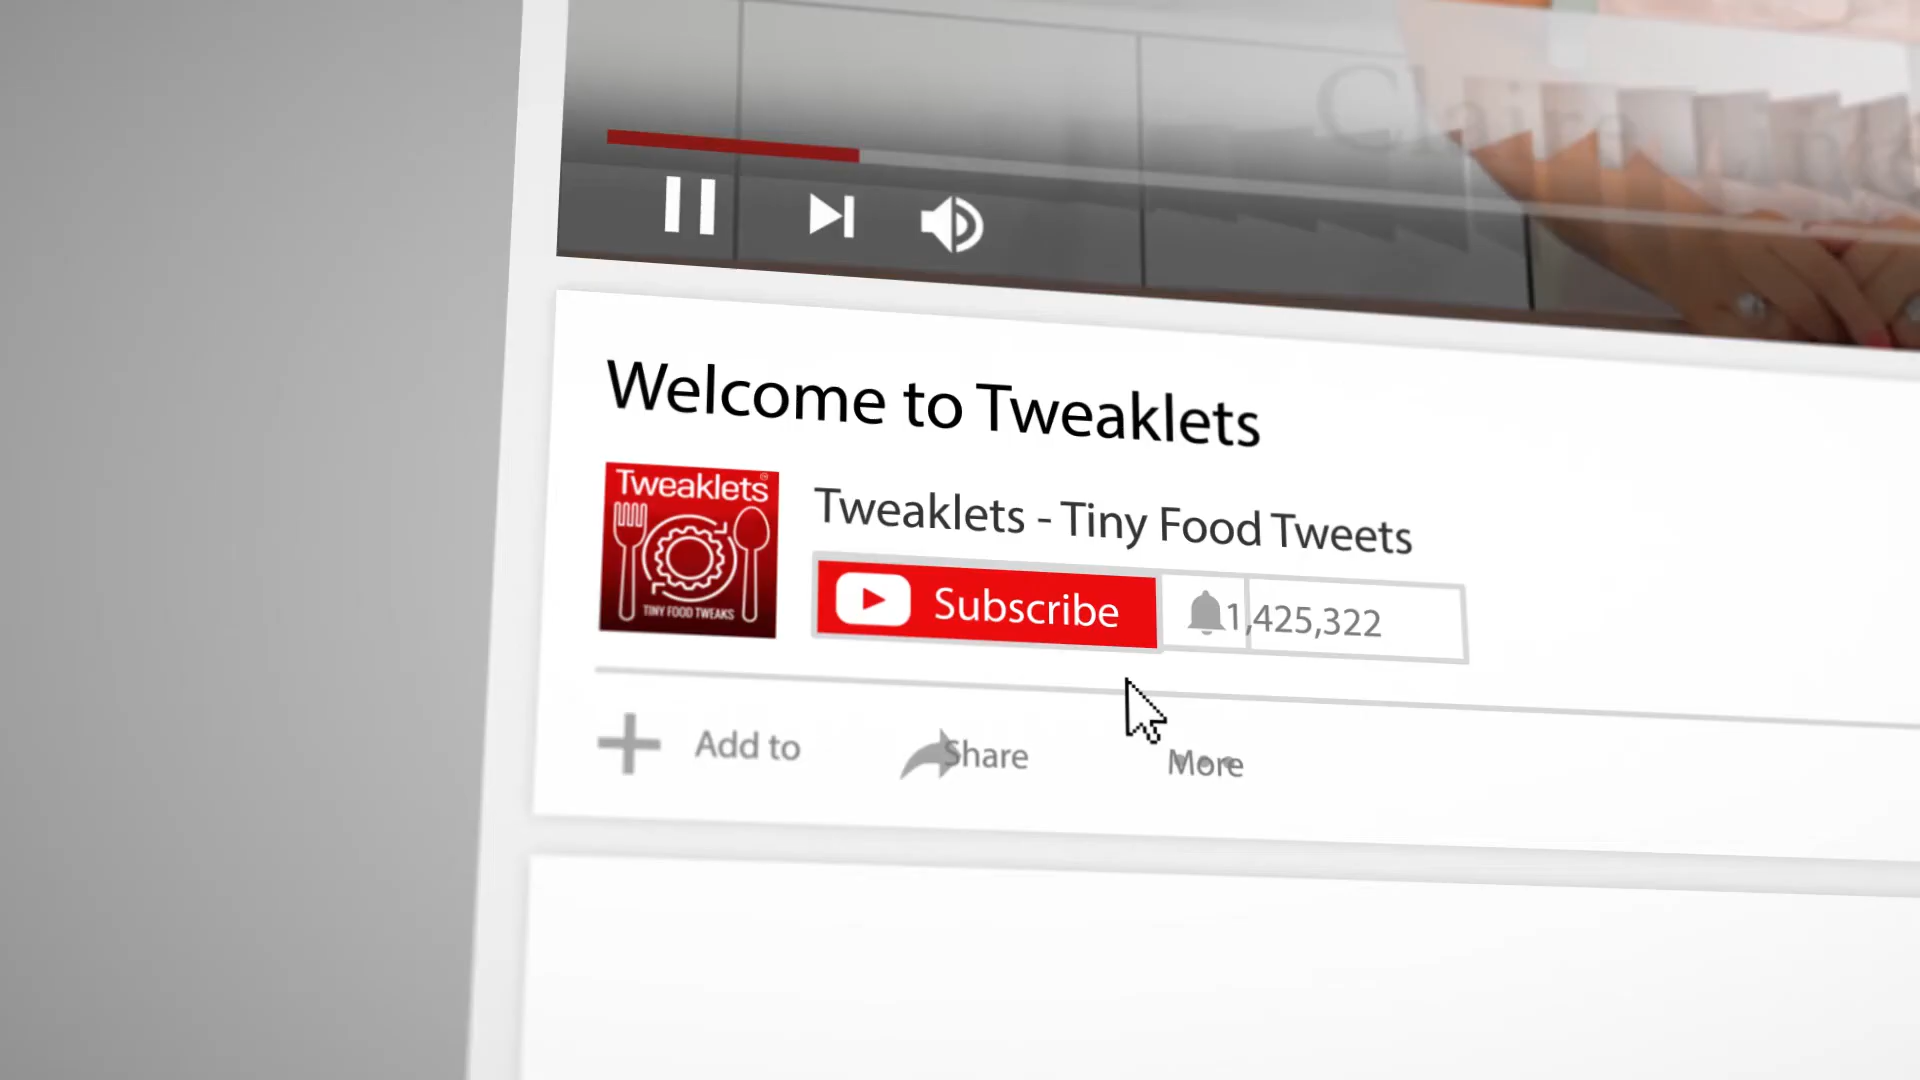 Claire
Welcome to Tweaklets
Tweaklets
TINY FOOD TWEAKS
Tweaklets - Tiny Food Tweets
Subscribe
1,425,322
Add to
Share
More